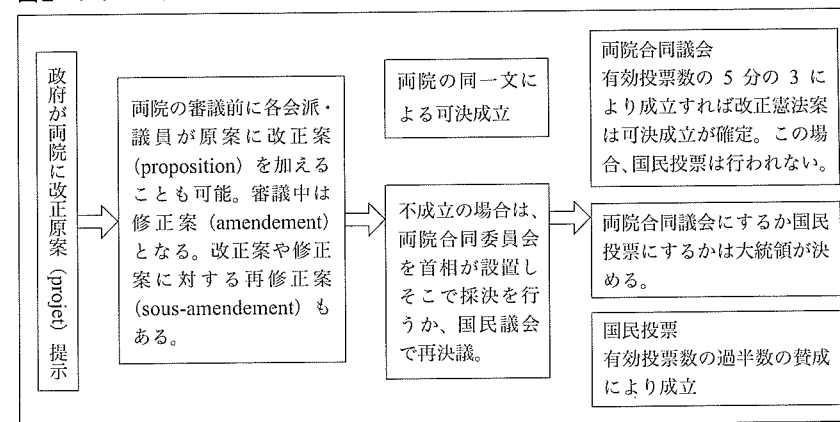 政府が両院に改正原案（projet）提示
両院の審議前に各会派・
議員が原案に改正案
(proposition) を加える
ことも可能。審議中は
修正案 (amendement)
となる。改正案や修正
案に対する再修正案
(sous-amendement) も
ある。
両院の同一文に
よる可決成立
不成立の場合は、
両院合同委員会
を首相が設置し
そこで採決を行
うか、国民議会
で再決議。
両院合同議会
有効投票数の 5 分の 3 に
より成立すれば改正憲法案
は可決成立が確定。この場
合、国民投票は行われない。
両院合同議会にするか国民
投票にするかは大統領が決
める。
国民投票
有効投票数の過半数の賛成
により成立